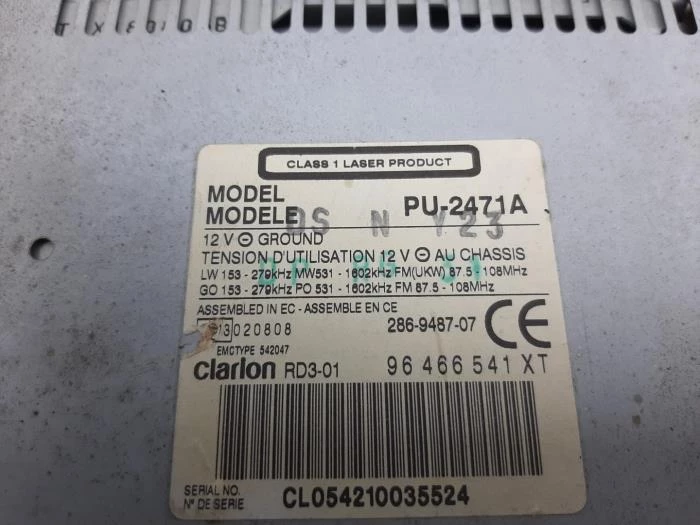 CLASS 1 LASER PRODUCT
MODEL
MODELE PU-2471A
QS N Y23
12 V ⊖ GROUND
TENSION D'UTILISATION 12 V ⊖ AU CHASSIS
LW 153 - 279kHz MW531 - 1602kHz FM(UKW) 87.5 - 108MHz
GO 153 - 279kHz PO 531 - 1602kHz FM 87.5 - 108MHz
ASSEMBLED IN EC - ASSEMBLE EN CE
020808 286-9487-07 CE
EMCTYPE 542047
clarion RD3-01 96 466 541 XT
SERIAL NO.
N° DE SERIE CL054210035524